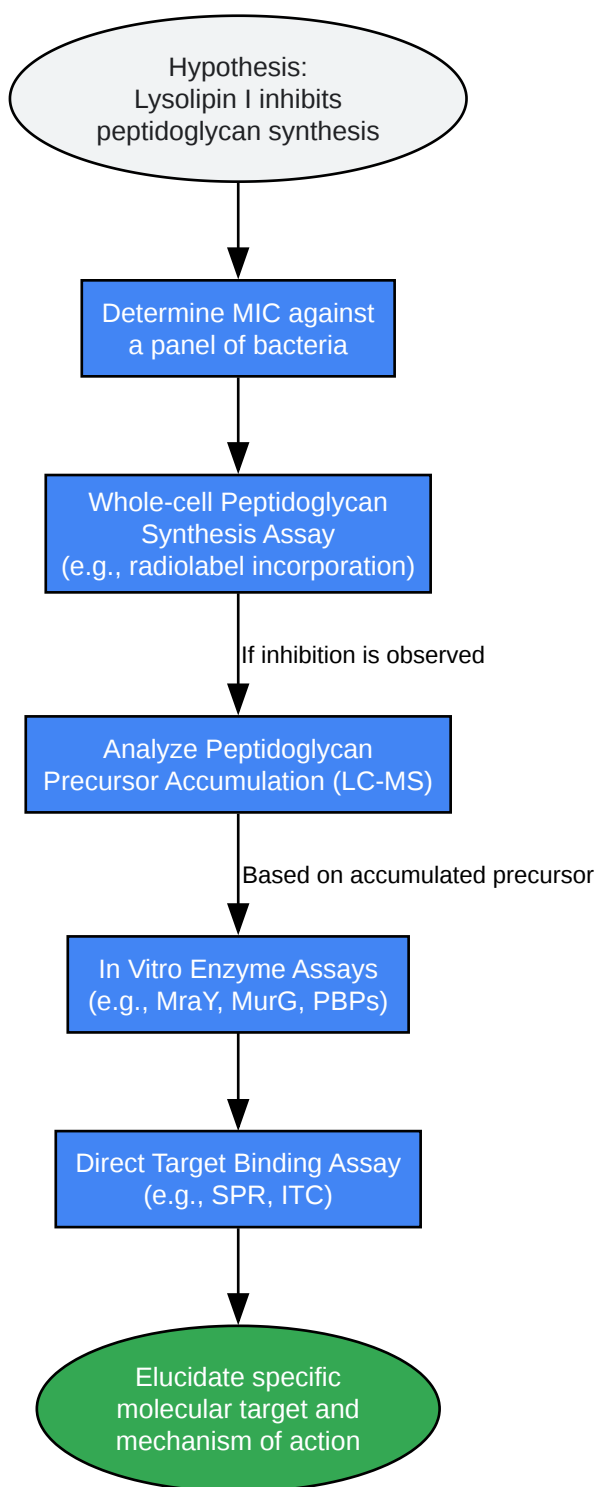 Hypothesis:
Lysolipin I inhibits
peptidoglycan synthesis
Determine MIC against
a panel of bacteria
Whole-cell Peptidoglycan
Synthesis Assay
(e.g., radiolabel incorporation)
If inhibition is observed
Analyze Peptidoglycan
Precursor Accumulation (LC-MS)
Based on accumulated precursor
In Vitro Enzyme Assays
(e.g., MraY, MurG, PBPs)
Direct Target Binding Assay
(e.g., SPR, ITC)
Elucidate specific
molecular target and
mechanism of action